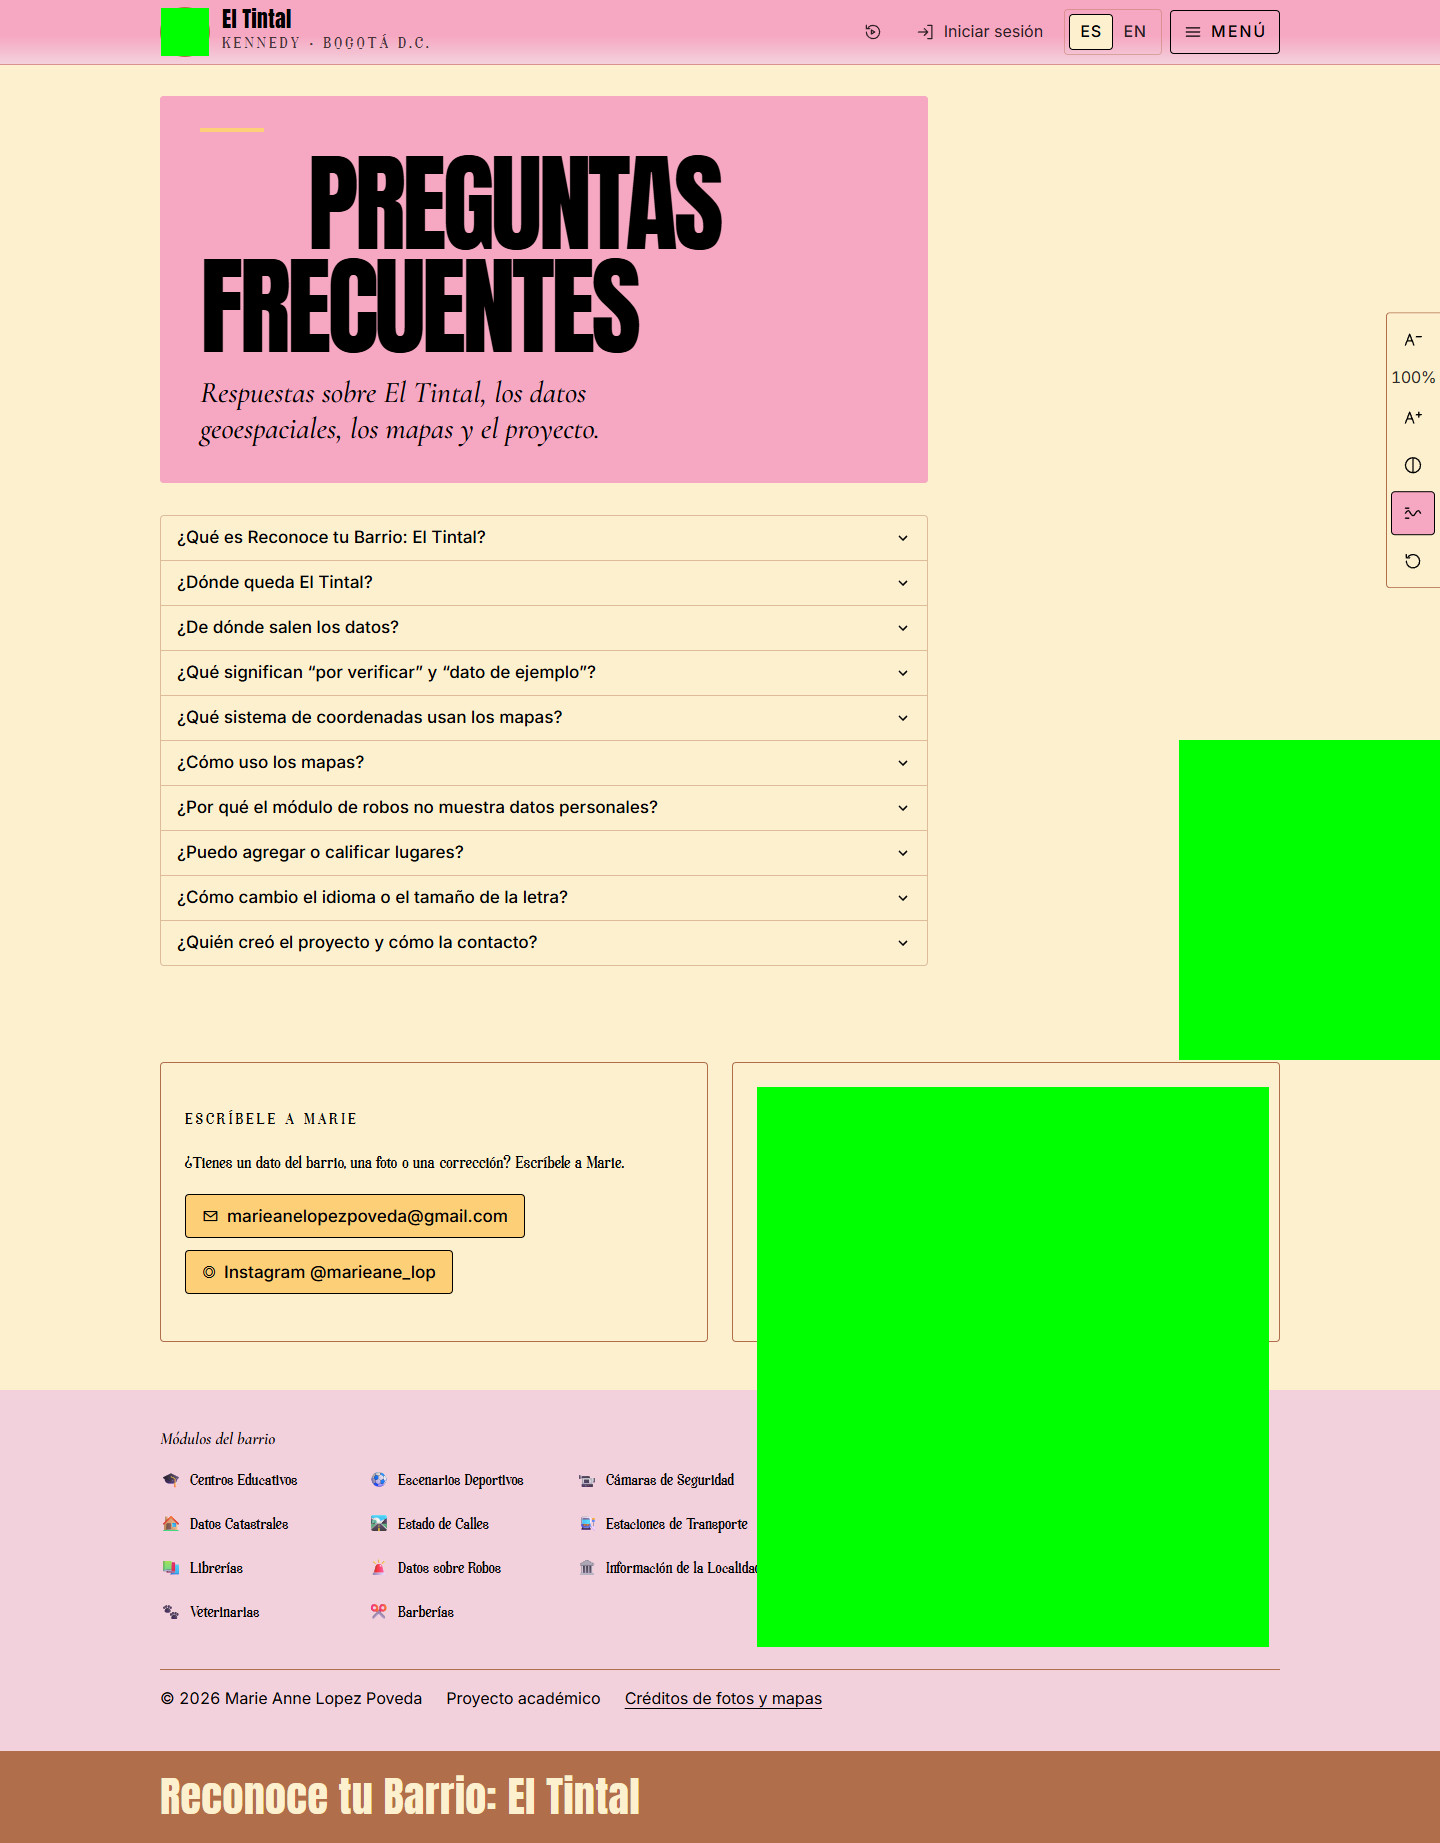 El Tintal
KENNEDY · BOGOTÁ D.C.
Iniciar sesión
ES
EN
MENÚ
PREGUNTAS
FRECUENTES
Respuestas sobre El Tintal, los datos
geoespaciales, los mapas y el proyecto.
A−
100%
A+
¿Qué es Reconoce tu Barrio: El Tintal?
¿Dónde queda El Tintal?
¿De dónde salen los datos?
¿Qué significan “por verificar” y “dato de ejemplo”?
¿Qué sistema de coordenadas usan los mapas?
¿Cómo uso los mapas?
¿Por qué el módulo de robos no muestra datos personales?
¿Puedo agregar o calificar lugares?
¿Cómo cambio el idioma o el tamaño de la letra?
¿Quién creó el proyecto y cómo la contacto?
ESCRÍBELE A MARIE
¿Tienes un dato del barrio, una foto o una corrección? Escríbele a Marie.
marieanelopezpoveda@gmail.com
Instagram @marieane_lop
Módulos del barrio
Centros Educativos
Escenarios Deportivos
Cámaras de Seguridad
Datos Catastrales
Estado de Calles
Estaciones de Transporte
Librerías
Datos sobre Robos
Información de la Localidad
Veterinarias
Barberías
© 2026 Marie Anne Lopez Poveda
Proyecto académico
Créditos de fotos y mapas
Reconoce tu Barrio: El Tintal